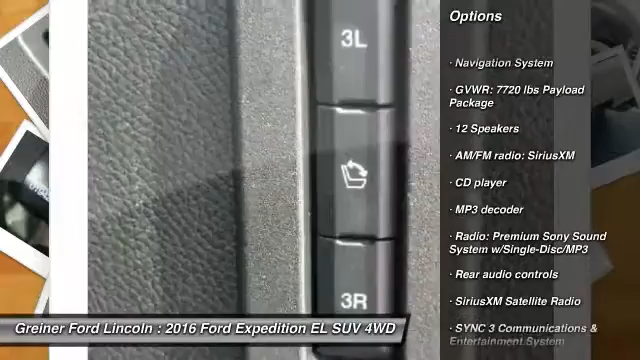 Options
· Navigation System
· GVWR: 7720 lbs Payload
Package
· 12 Speakers
· AM/FM radio: SiriusXM
· CD player
· MP3 decoder
· Radio: Premium Sony Sound
System w/Single-Disc/MP3
· Rear audio controls
· SiriusXM Satellite Radio
· SYNC 3 Communications &
Entertainment System
3L
3R
Greiner Ford Lincoln : 2016 Ford Expedition EL SUV 4WD